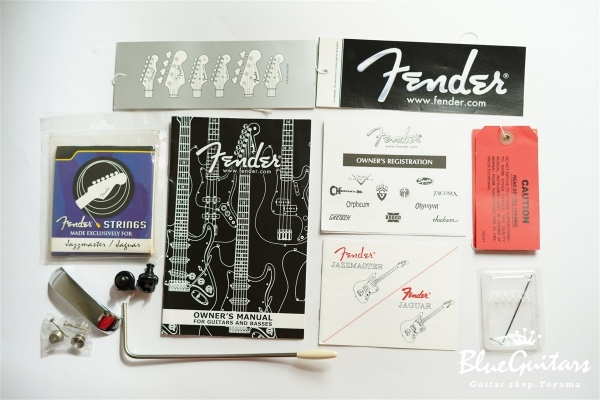 Fender®
www.fender.com
Fender
www.fender.com
OWNER'S MANUAL
FOR GUITARS AND BASSES
Fender
OWNER'S REGISTRATION
TACOMA
Orpheum
Olympia
GRETSCH
Jackson
CAUTION
Fender STRINGS
MADE EXCLUSIVELY FOR
Jazzmaster / Jaguar
Fender
JAZZMASTER
Fender
JAGUAR
BlueGuitars
Guitar shop.Toyama